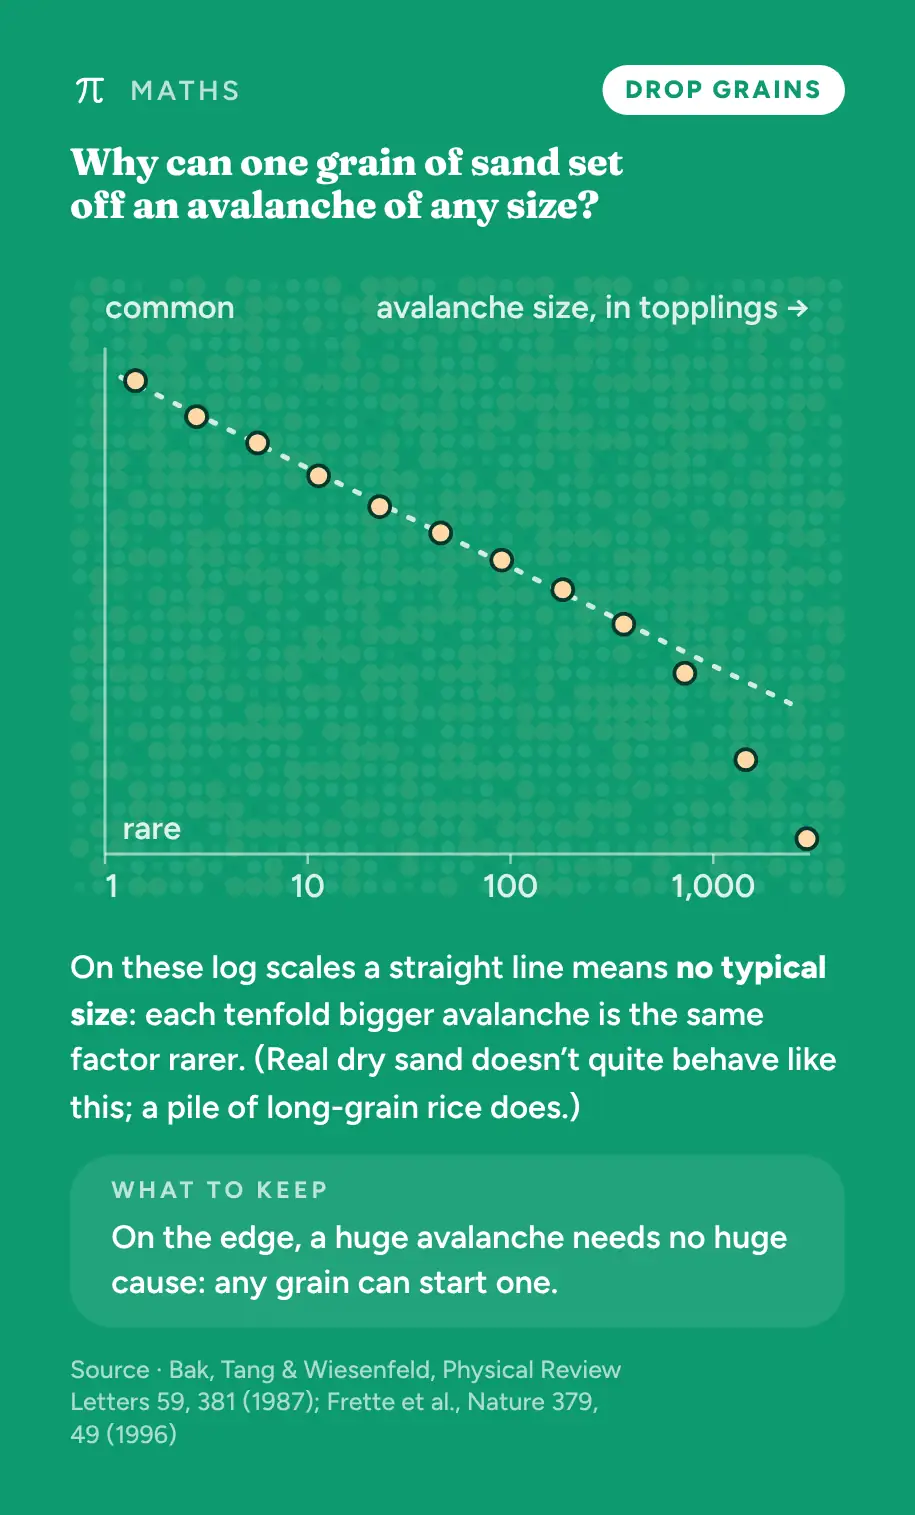 π MATHS
DROP GRAINS
Why can one grain of sand set
off an avalanche of any size?
common
avalanche size, in topplings →
rare
1 10 100 1,000
On these log scales a straight line means no typical
size: each tenfold bigger avalanche is the same
factor rarer. (Real dry sand doesn’t quite behave like
this; a pile of long-grain rice does.)
WHAT TO KEEP
On the edge, a huge avalanche needs no huge
cause: any grain can start one.
Source · Bak, Tang & Wiesenfeld, Physical Review
Letters 59, 381 (1987); Frette et al., Nature 379,
49 (1996)